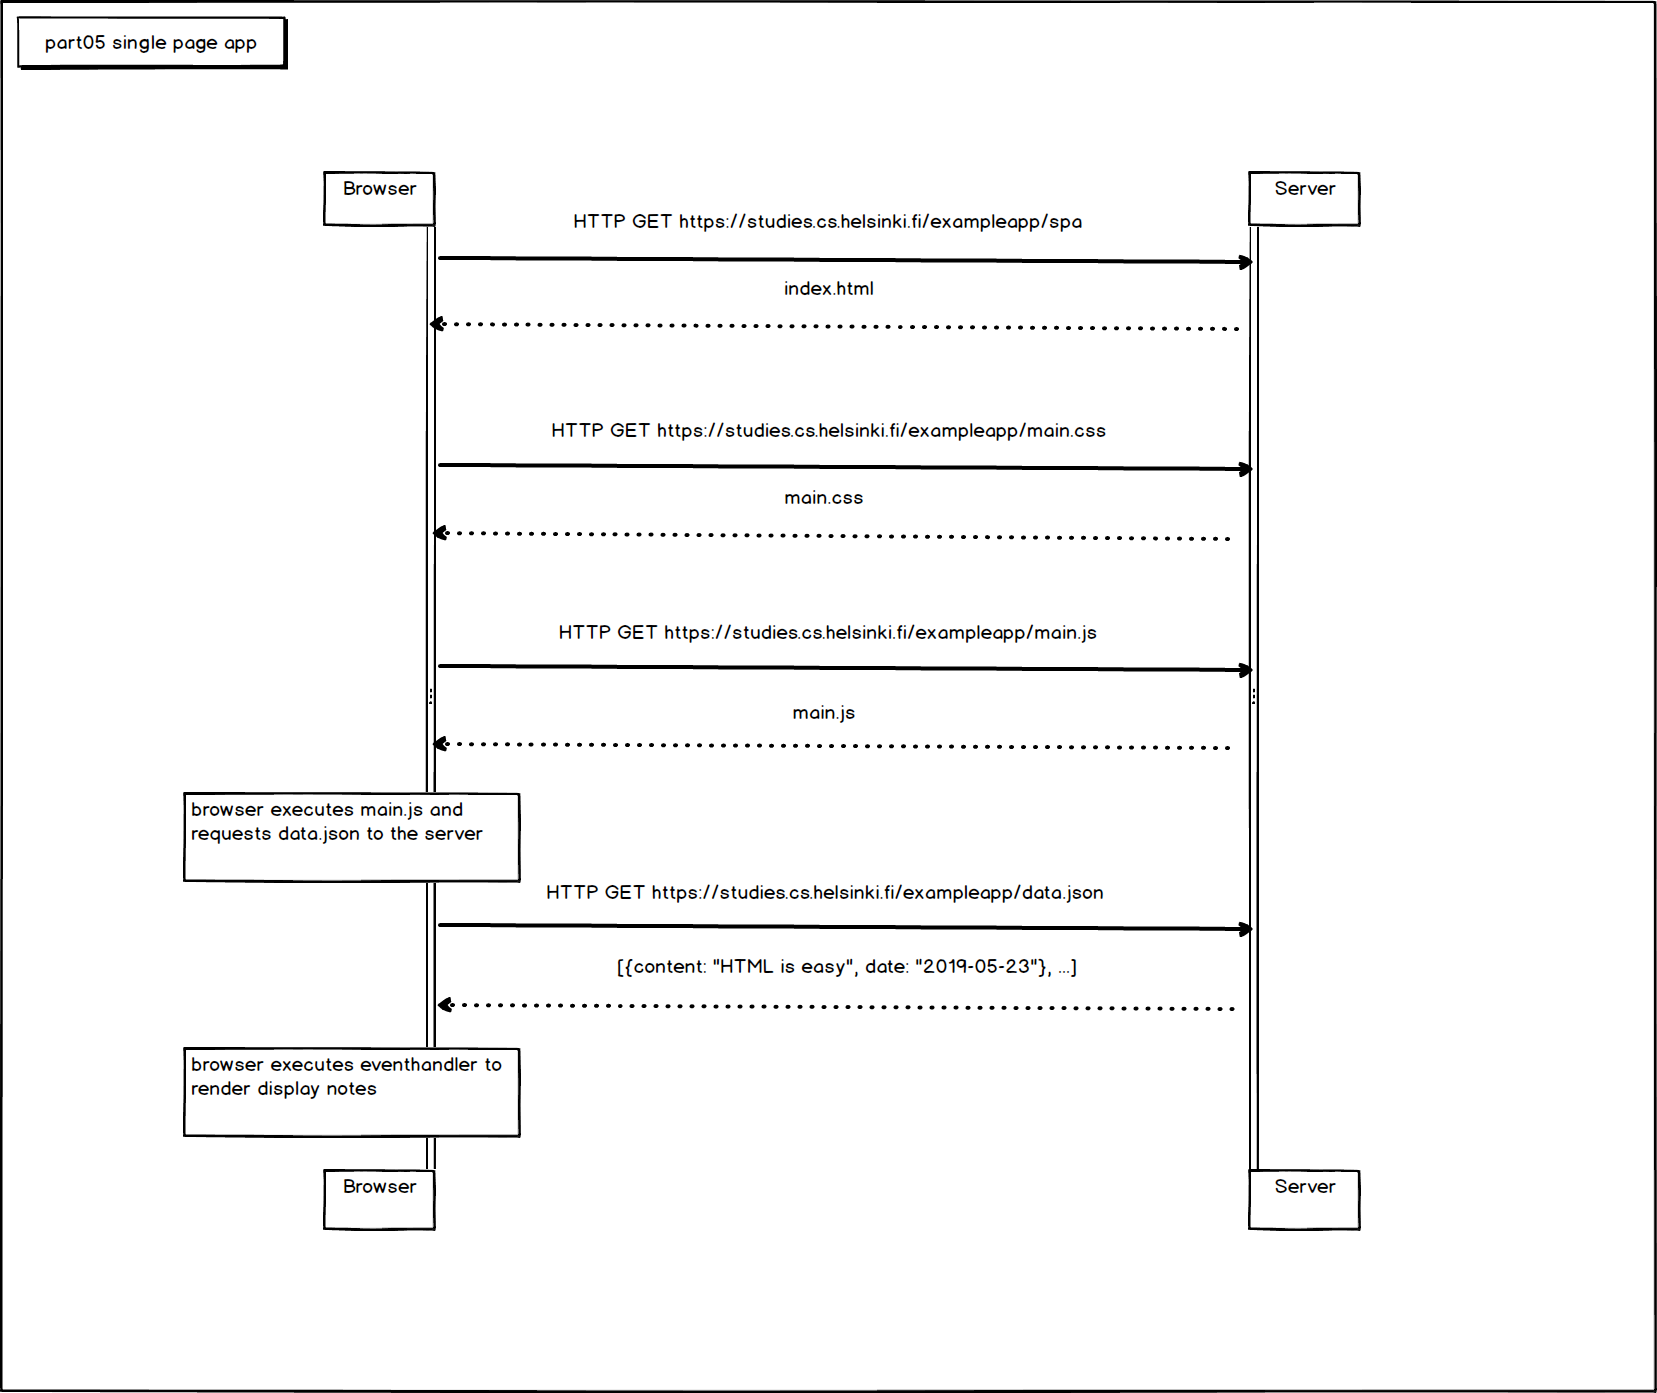 part05 single page app
Browser
Server
HTTP GET https://studies.cs.helsinki.fi/exampleapp/spa
index.html
HTTP GET https://studies.cs.helsinki.fi/exampleapp/main.css
main.css
HTTP GET https://studies.cs.helsinki.fi/exampleapp/main.js
main.js
browser executes main.js and
requests data.json to the server
HTTP GET https://studies.cs.helsinki.fi/exampleapp/data.json
[{content: "HTML is easy", date: "2019-05-23"}, ...]
browser executes eventhandler to
render display notes
Browser
Server